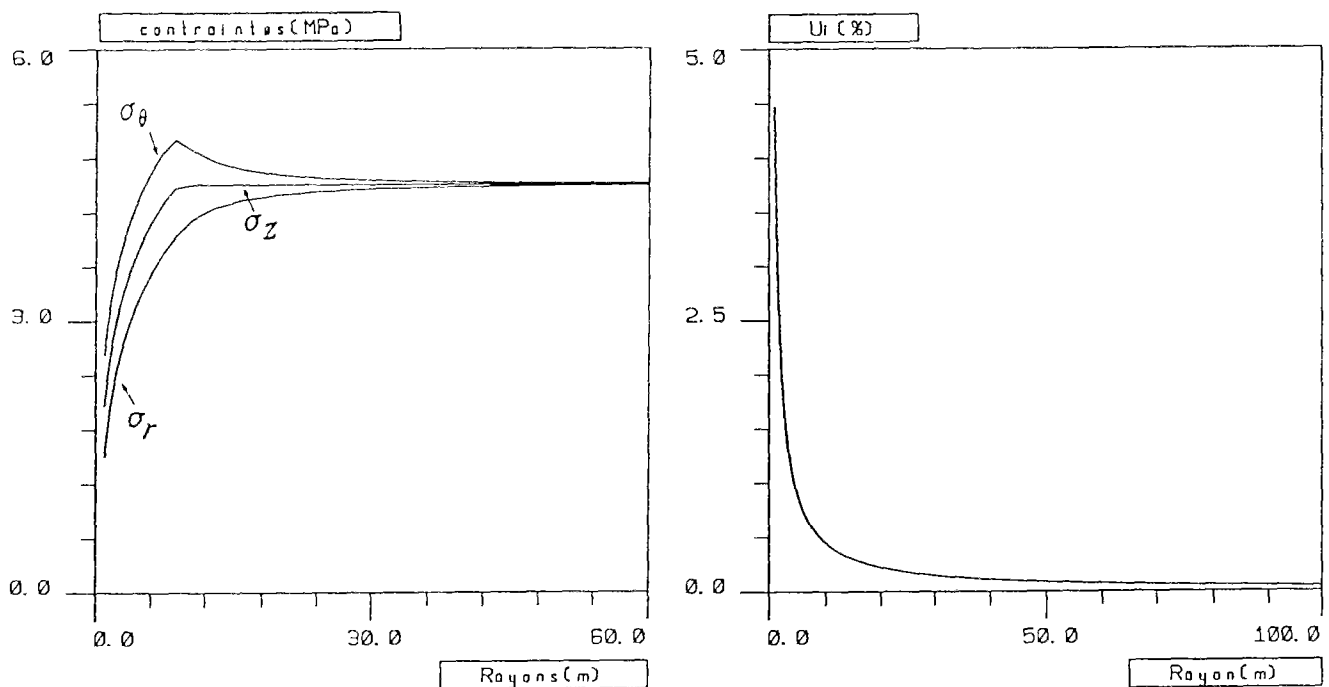 contraintes(MPa)
6.0
3.0
0.0
σθ
σz
σr
0.0 30.0 60.0
Rayons(m)
Ui(%)
5.0
2.5
0.0
0.0 50.0 100.0
Rayon(m)